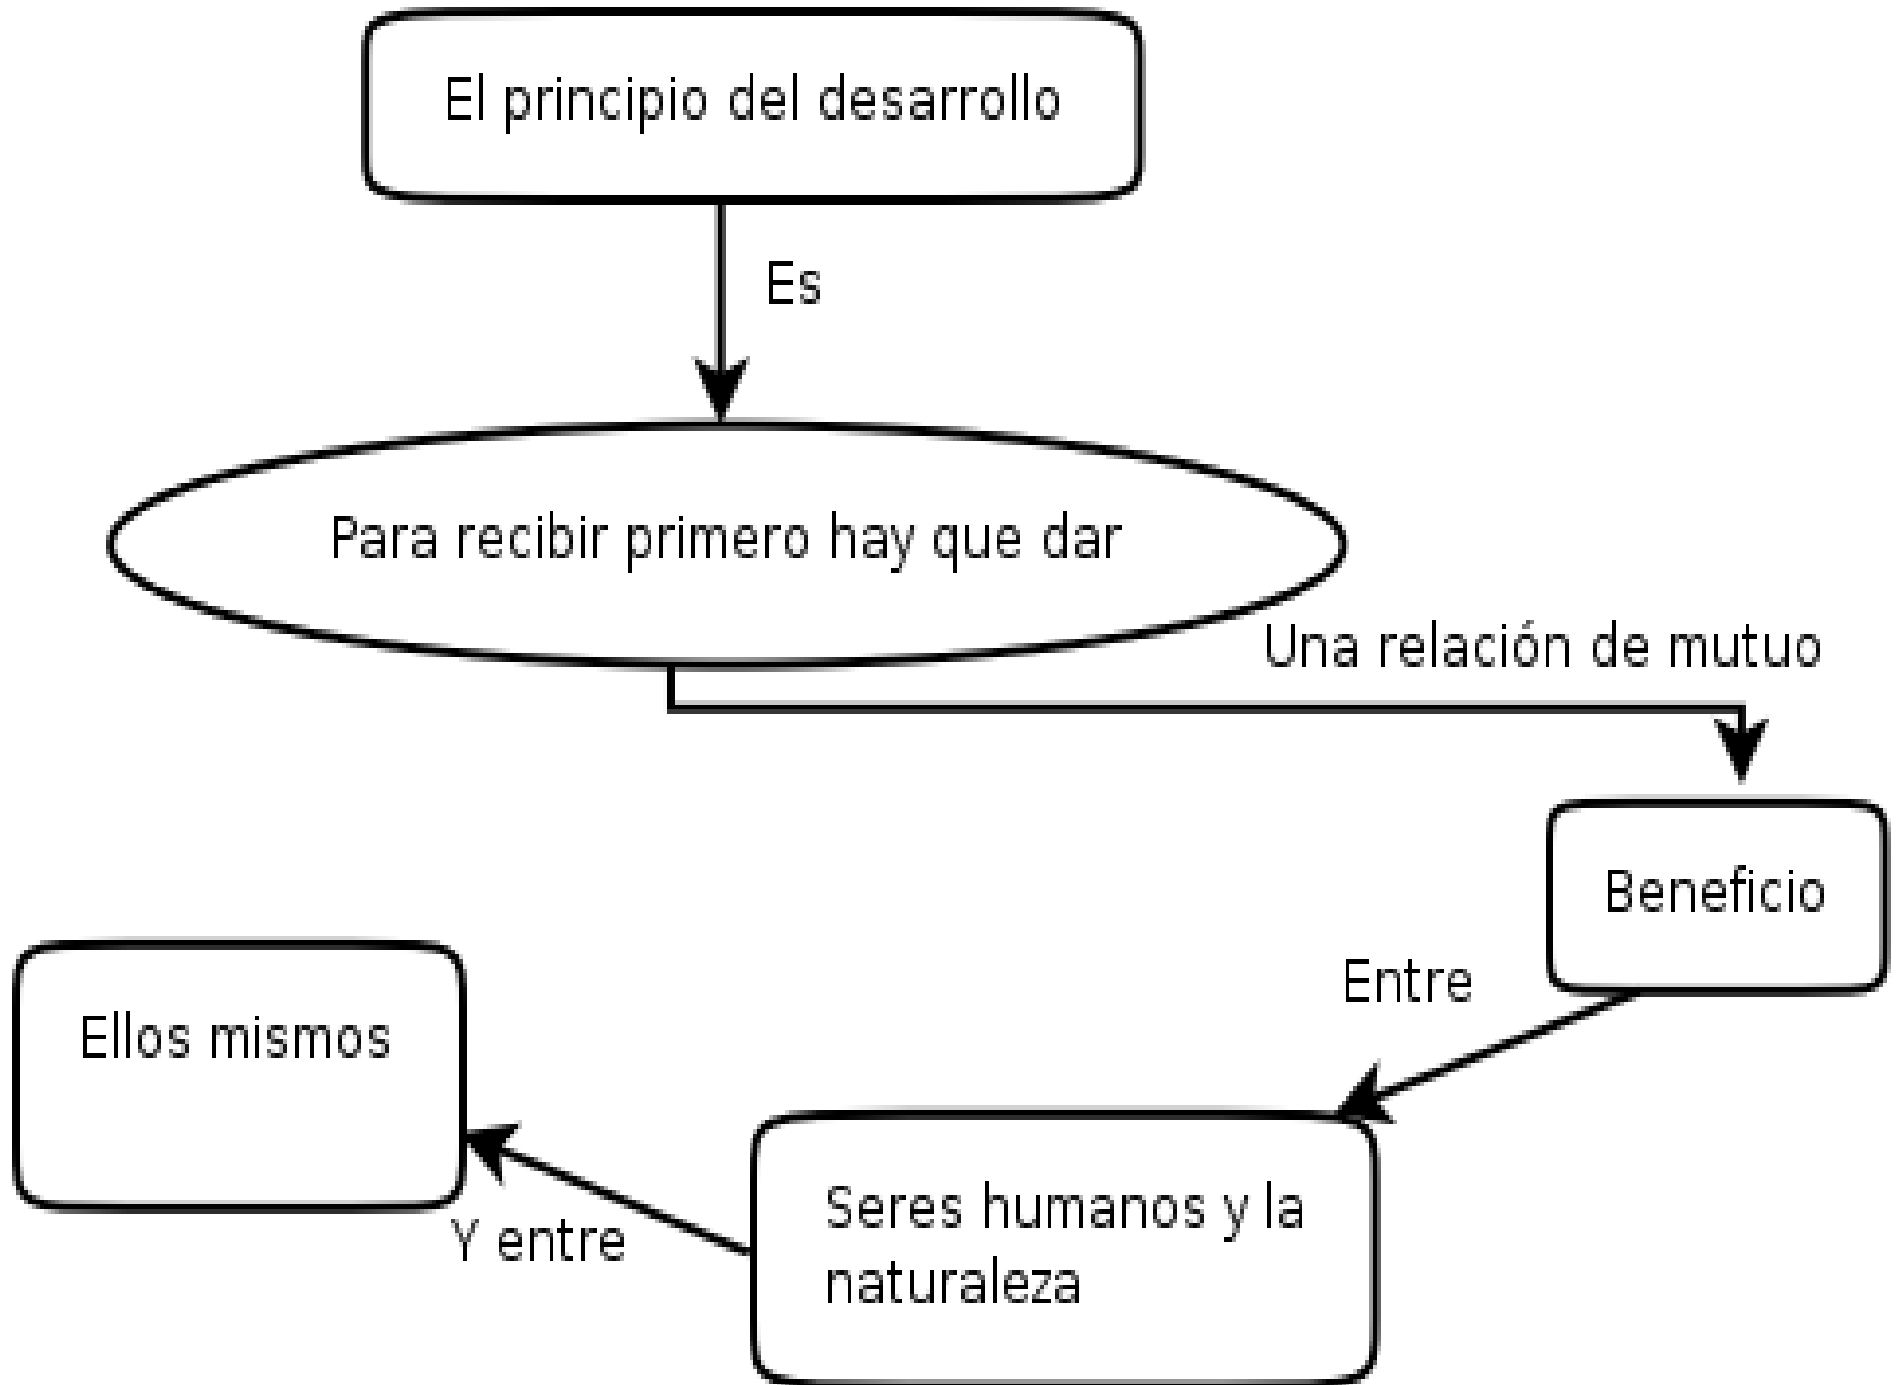 El principio del desarrollo
Es
Para recibir primero hay que dar
Una relación de mutuo
Beneficio
Entre
Seres humanos y la
naturaleza
Y entre
Ellos mismos